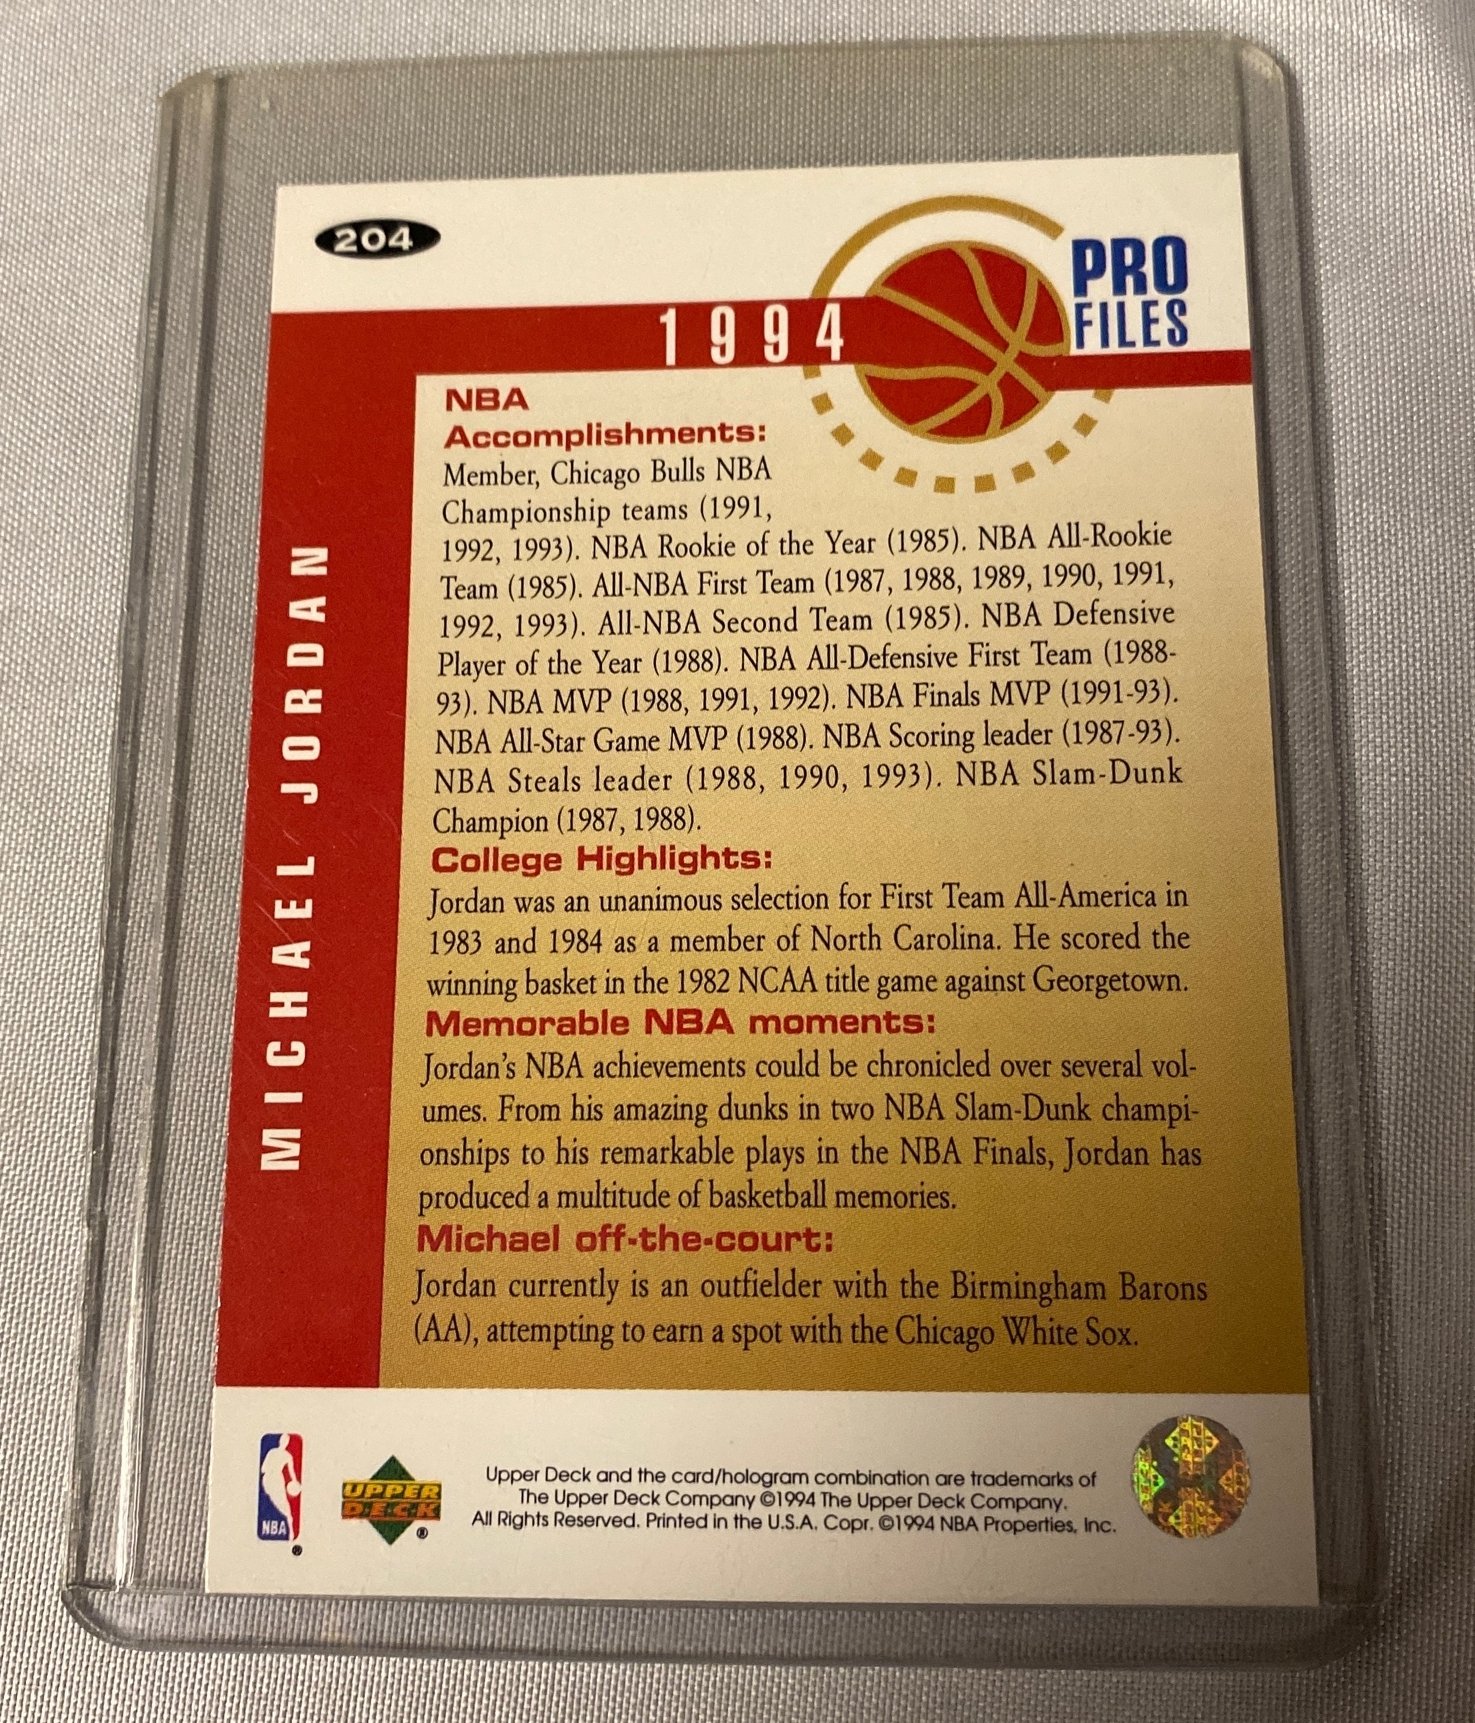 204
PRO
FILES
1994
MICHAEL JORDAN
NBA
Accomplishments:
Member, Chicago Bulls NBA
Championship teams (1991,
1992, 1993). NBA Rookie of the Year (1985). NBA All-Rookie
Team (1985). All-NBA First Team (1987, 1988, 1989, 1990, 1991,
1992, 1993). All-NBA Second Team (1985). NBA Defensive
Player of the Year (1988). NBA All-Defensive First Team (1988-
93). NBA MVP (1988, 1991, 1992). NBA Finals MVP (1991-93).
NBA All-Star Game MVP (1988). NBA Scoring leader (1987-93).
NBA Steals leader (1988, 1990, 1993). NBA Slam-Dunk
Champion (1987, 1988).
College Highlights:
Jordan was an unanimous selection for First Team All-America in
1983 and 1984 as a member of North Carolina. He scored the
winning basket in the 1982 NCAA title game against Georgetown.
Memorable NBA moments:
Jordan's NBA achievements could be chronicled over several vol-
umes. From his amazing dunks in two NBA Slam-Dunk champi-
onships to his remarkable plays in the NBA Finals, Jordan has
produced a multitude of basketball memories.
Michael off-the-court:
Jordan currently is an outfielder with the Birmingham Barons
(AA), attempting to earn a spot with the Chicago White Sox.
NBA ®
UPPER
DECK ®
Upper Deck and the card/hologram combination are trademarks of
The Upper Deck Company ©1994 The Upper Deck Company.
All Rights Reserved. Printed in the U.S.A. Copr. ©1994 NBA Properties, Inc.